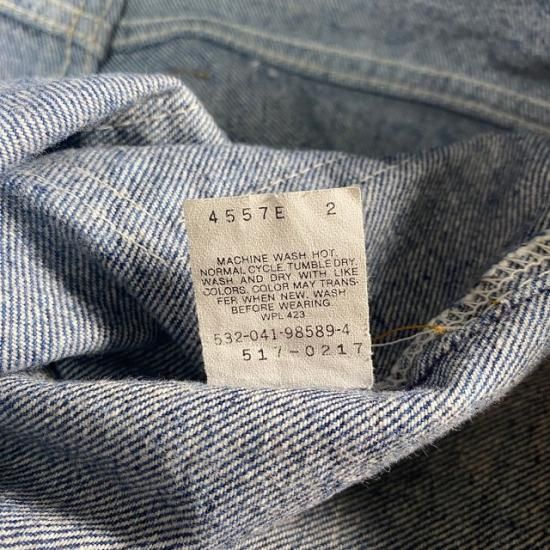 4557E 2
MACHINE WASH HOT
NORMAL CYCLE, TUMBLE DRY.
WASH AND DRY WITH LIKE
COLORS. COLOR MAY TRANS-
FER WHEN NEW. WASH
BEFORE WEARING.
WPL 423
532-041-98589-4
517-0217